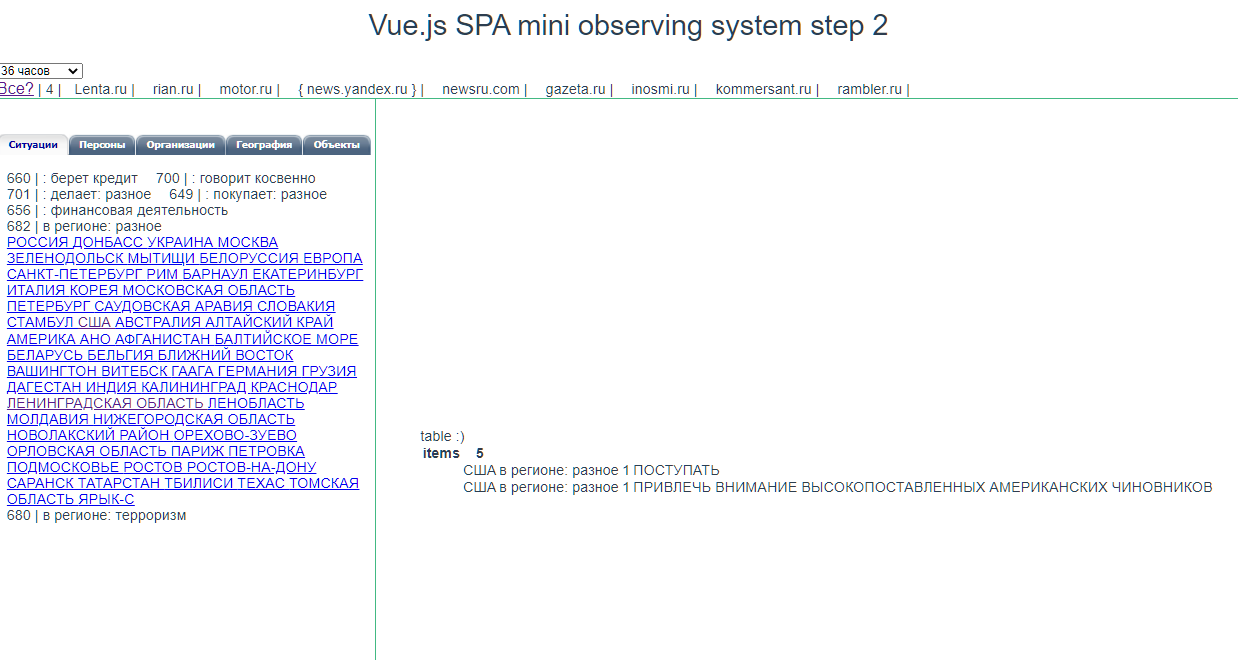 Vue.js SPA mini observing system step 2
36 часов
Все? | 4 | Lenta.ru | rian.ru | motor.ru | { news.yandex.ru } | newsru.com | gazeta.ru | inosmi.ru | kommersant.ru | rambler.ru |
Ситуации Персоны Организации География Объекты
660 | : берет кредит 700 | : говорит косвенно
701 | : делает: разное 649 | : покупает: разное
656 | : финансовая деятельность
682 | в регионе: разное
РОССИЯ ДОНБАСС УКРАИНА МОСКВА
ЗЕЛЕНОДОЛЬСК МЫТИЩИ БЕЛОРУССИЯ ЕВРОПА
САНКТ-ПЕТЕРБУРГ РИМ БАРНАУЛ ЕКАТЕРИНБУРГ
ИТАЛИЯ КОРЕЯ МОСКОВСКАЯ ОБЛАСТЬ
ПЕТЕРБУРГ САУДОВСКАЯ АРАВИЯ СЛОВАКИЯ
СТАМБУЛ США АВСТРАЛИЯ АЛТАЙСКИЙ КРАЙ
АМЕРИКА АНО АФГАНИСТАН БАЛТИЙСКОЕ МОРЕ
БЕЛАРУСЬ БЕЛЬГИЯ БЛИЖНИЙ ВОСТОК
ВАШИНГТОН ВИТЕБСК ГААГА ГЕРМАНИЯ ГРУЗИЯ
ДАГЕСТАН ИНДИЯ КАЛИНИНГРАД КРАСНОДАР
ЛЕНИНГРАДСКАЯ ОБЛАСТЬ ЛЕНОБЛАСТЬ
МОЛДАВИЯ НИЖЕГОРОДСКАЯ ОБЛАСТЬ
НОВОЛАКСКИЙ РАЙОН ОРЕХОВО-ЗУЕВО
ОРЛОВСКАЯ ОБЛАСТЬ ПАРИЖ ПЕТРОВКА
ПОДМОСКОВЬЕ РОСТОВ РОСТОВ-НА-ДОНУ
САРАНСК ТАТАРСТАН ТБИЛИСИ ТЕХАС ТОМСКАЯ
ОБЛАСТЬ ЯРЫК-С
680 | в регионе: терроризм
table :)
items 5
США в регионе: разное 1 ПОСТУПАТЬ
США в регионе: разное 1 ПРИВЛЕЧЬ ВНИМАНИЕ ВЫСОКОПОСТАВЛЕННЫХ АМЕРИКАНСКИХ ЧИНОВНИКОВ